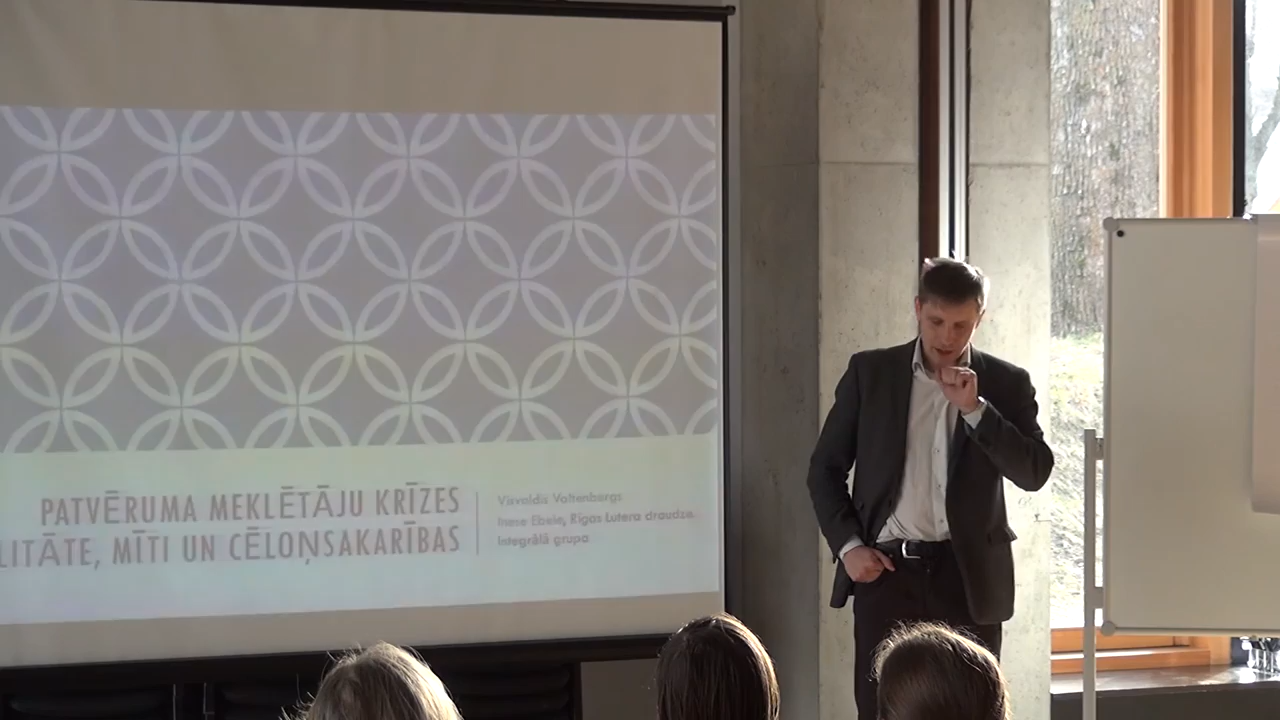 PATVĒRUMA MEKLĒTĀJU KRĪZES
LITĀTE, MĪTI UN CĒLOŅSAKARĪBAS
Visvaldis Valtenbergs
Inese Ebele, Rīgas Lutera draudze.
Integrālā grupa